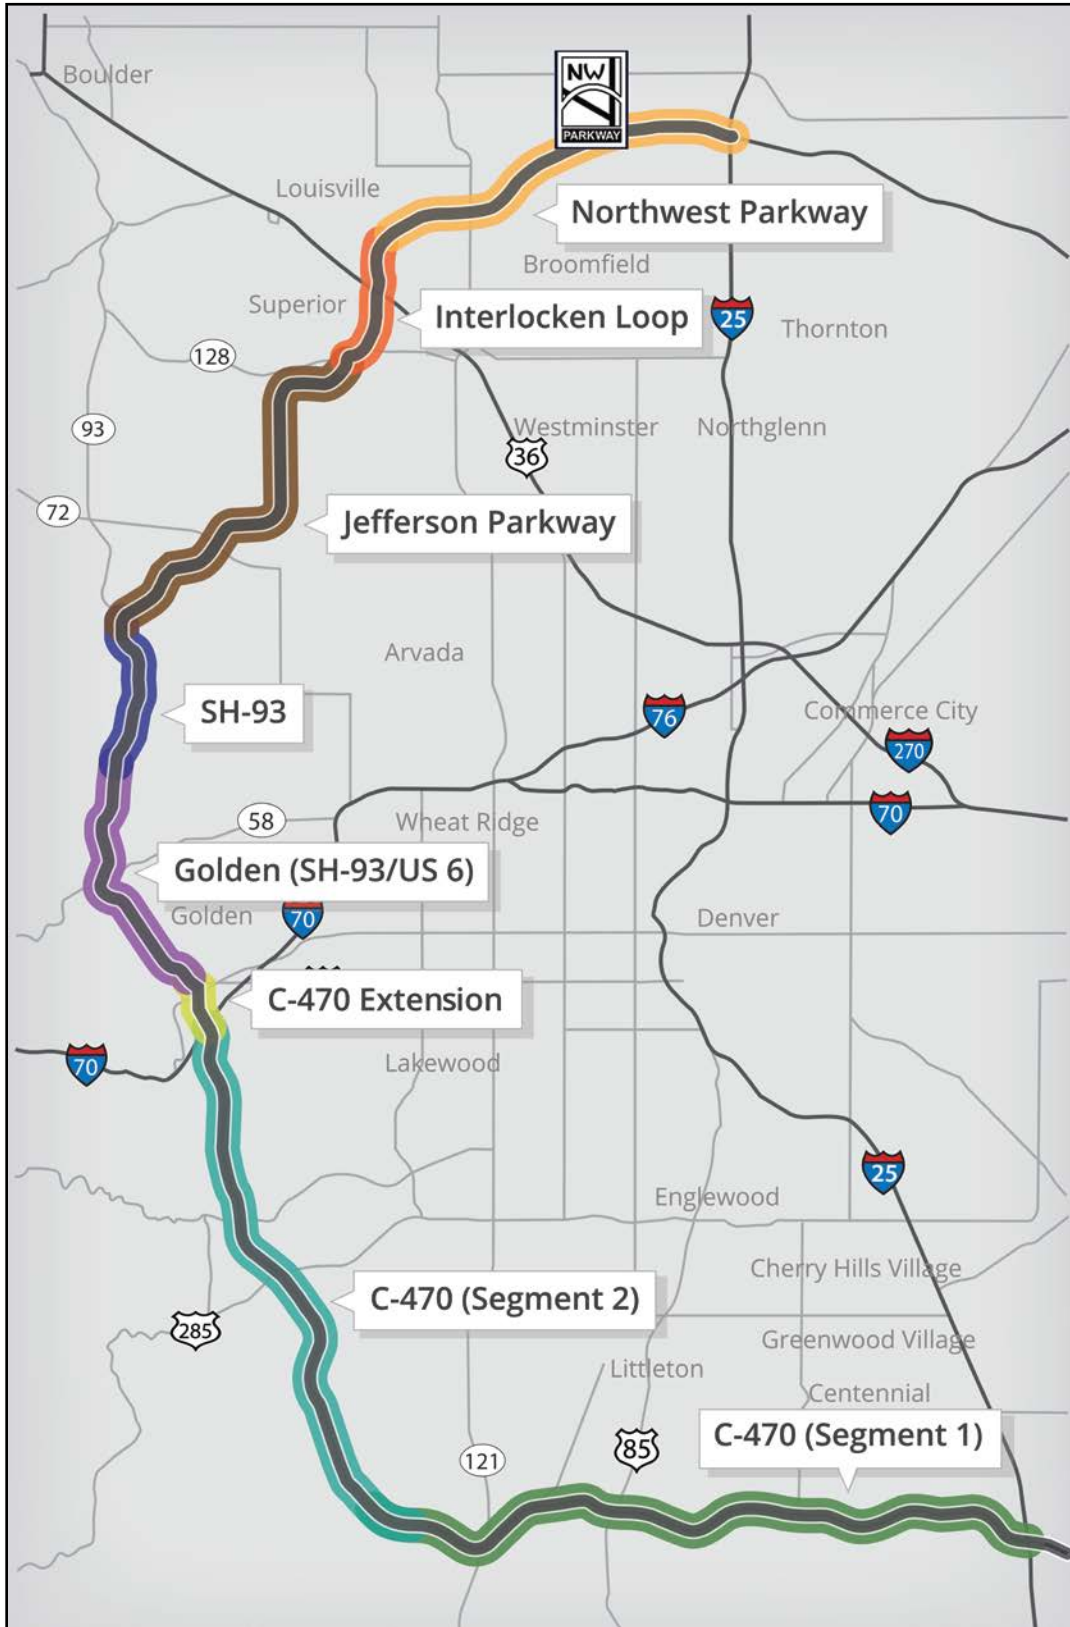 Boulder
NW
PARKWAY
Louisville
Northwest Parkway
Broomfield
Superior
Interlocken Loop
25
Thornton
128
93
Westminster
Northglenn
36
72
Jefferson Parkway
Arvada
SH-93
76
Commerce City
270
70
58
Wheat Ridge
Golden (SH-93/US 6)
Golden
70
Denver
C-470 Extension
70
Lakewood
25
Englewood
Cherry Hills Village
C-470 (Segment 2)
285
Greenwood Village
Littleton
Centennial
C-470 (Segment 1)
85
121